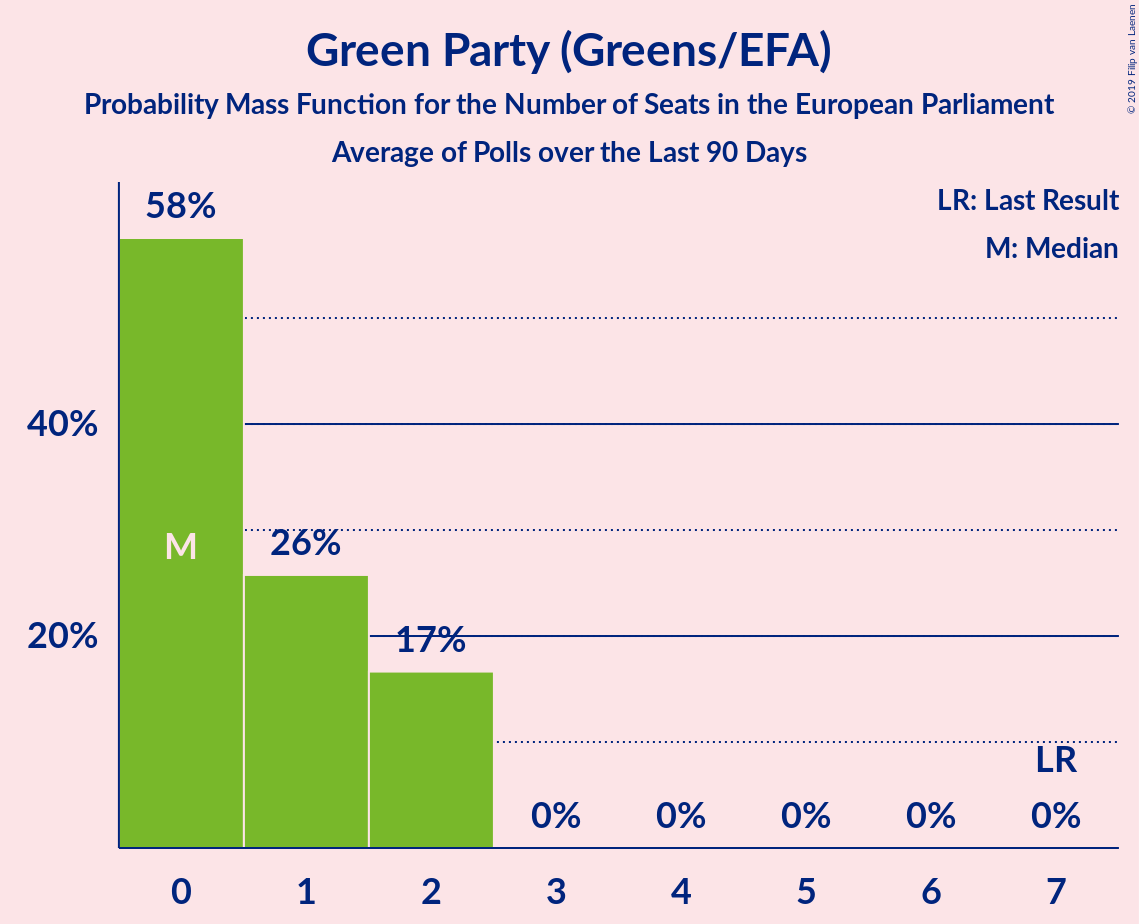 Green Party (Greens/EFA)
Probability Mass Function for the Number of Seats in the European Parliament
Average of Polls over the Last 90 Days
© 2019 Filip van Laenen
LR: Last Result
M: Median
58%
40%
M
26%
20%
17%
LR
0%
0%
0%
0%
0%
0
1
2
3
4
5
6
7